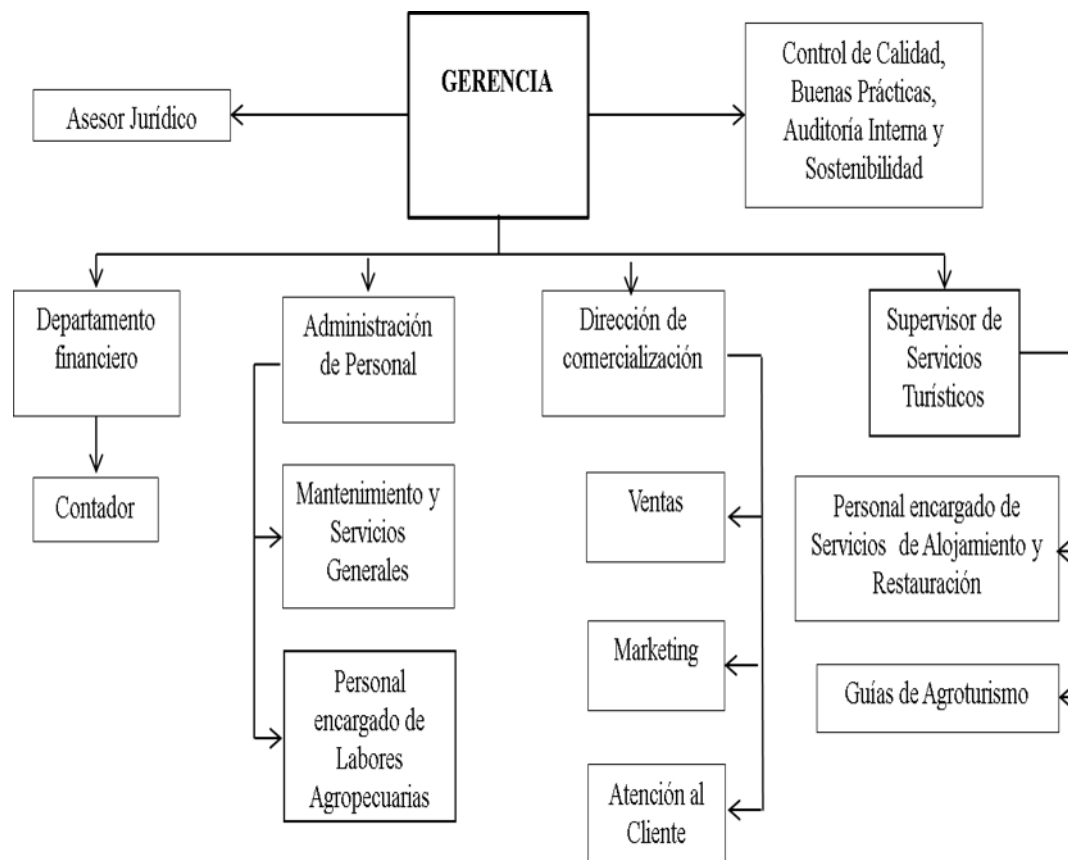 GERENCIA
Asesor Jurídico
Control de Calidad,
Buenas Prácticas,
Auditoría Interna y
Sostenibilidad
Departamento
financiero
Administración
de Personal
Dirección de
comercialización
Supervisor de
Servicios
Turísticos
Contador
Mantenimiento y
Servicios
Generales
Ventas
Personal encargado de
Servicios de Alojamiento y
Restauración
Personal
encargado de
Labores
Agropecuarias
Marketing
Guías de Agroturismo
Atención al
Cliente